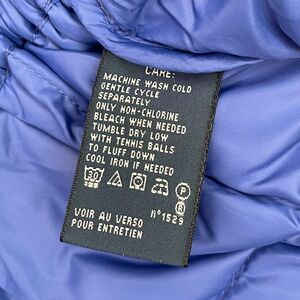 CARE:
MACHINE WASH COLD
GENTLE CYCLE
SEPARATELY
ONLY NON-CHLORINE
BLEACH WHEN NEEDED
TUMBLE DRY LOW
WITH TENNIS BALLS
TO FLUFF DOWN
COOL IRON IF NEEDED
30
P
R
VOIR AU VERSO
POUR ENTRETIEN
n°1529